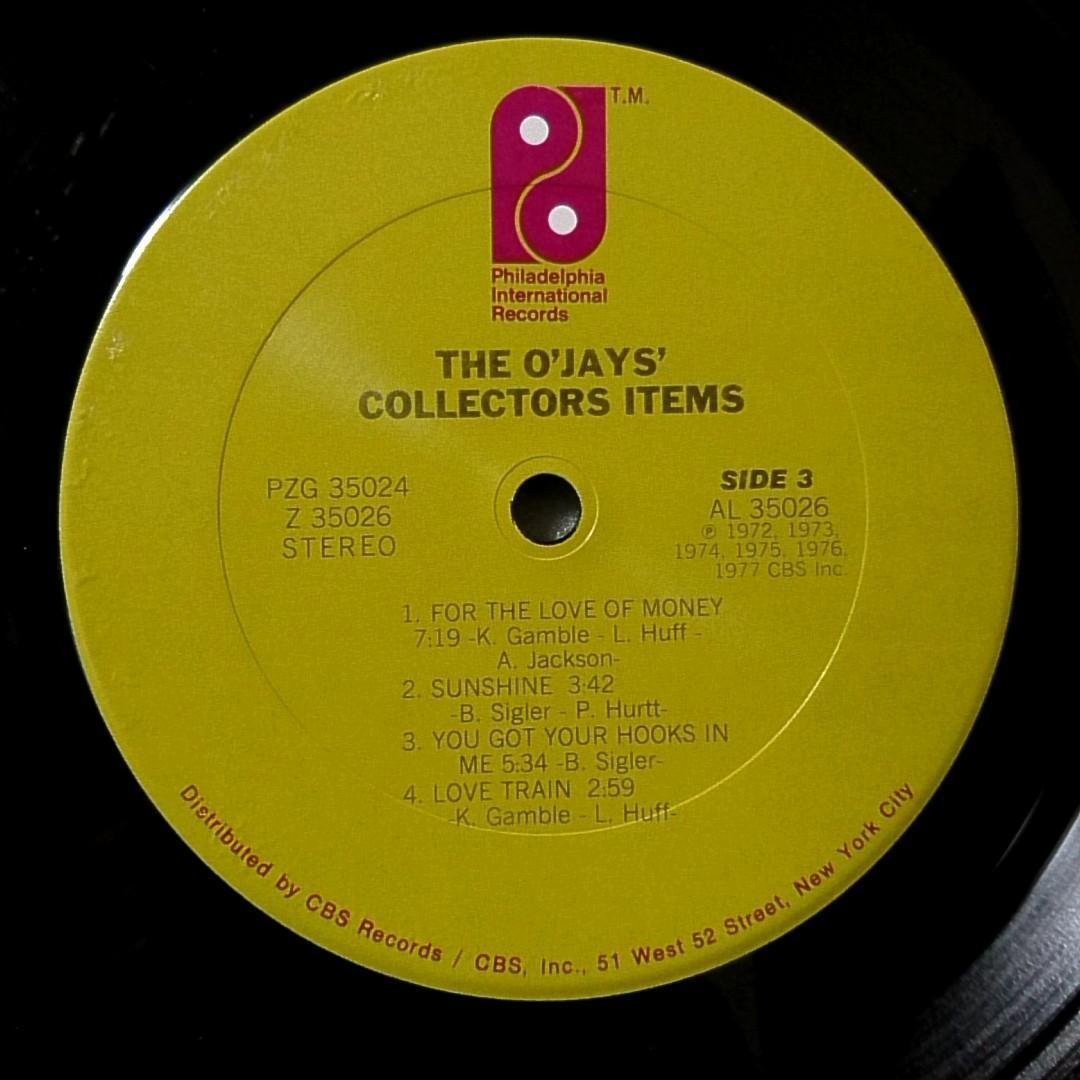 T.M.
Philadelphia
International
Records
THE O'JAYS'
COLLECTORS ITEMS
PZG 35024
Z 35026
STEREO
SIDE 3
AL 35026
℗ 1972, 1973,
1974, 1975, 1976,
1977 CBS Inc.
1. FOR THE LOVE OF MONEY
7:19 -K. Gamble - L. Huff -
A. Jackson-
2. SUNSHINE 3:42
-B. Sigler - P. Hurtt-
3. YOU GOT YOUR HOOKS IN
ME 5:34 -B. Sigler-
4. LOVE TRAIN 2:59
-K. Gamble - L. Huff-
Distributed by CBS Records / CBS, Inc., 51 West 52 Street, New York City